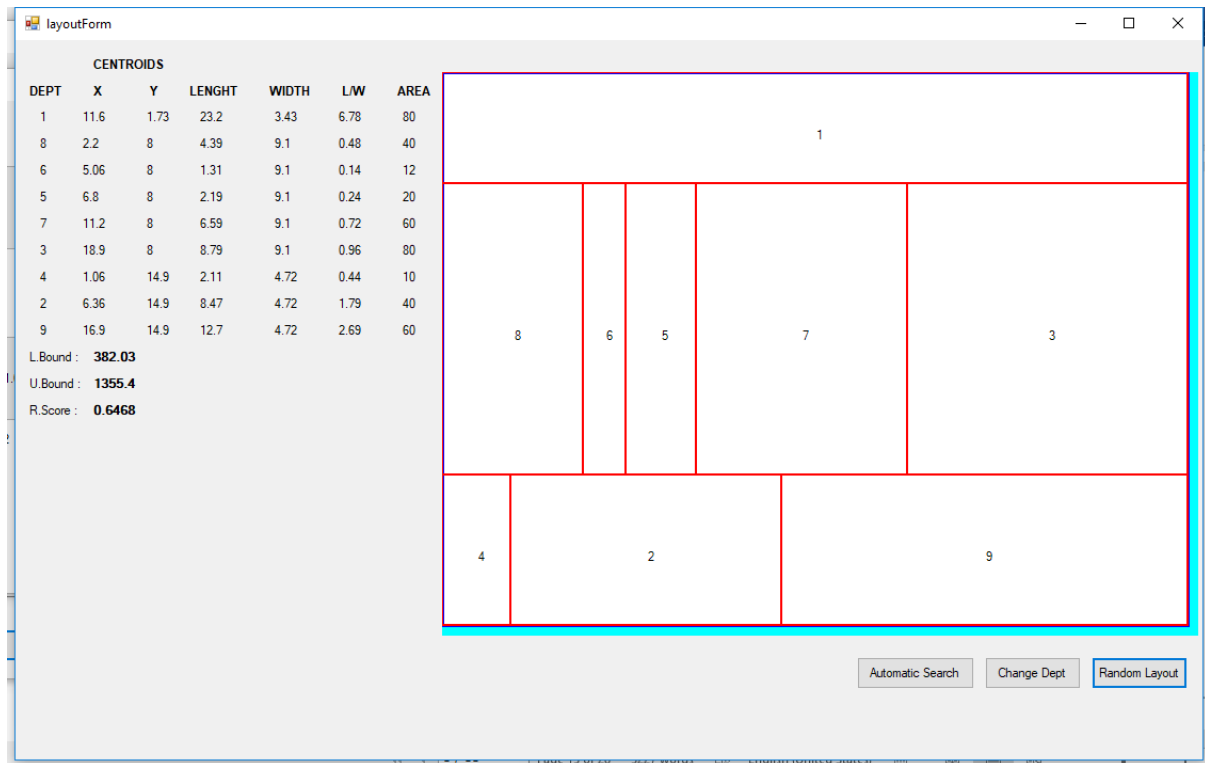 layoutForm
CENTROIDS
DEPT X Y LENGHT WIDTH L/W AREA
1 11.6 1.73 23.2 3.43 6.78 80
8 2.2 8 4.39 9.1 0.48 40
6 5.06 8 1.31 9.1 0.14 12
5 6.8 8 2.19 9.1 0.24 20
7 11.2 8 6.59 9.1 0.72 60
3 18.9 8 8.79 9.1 0.96 80
4 1.06 14.9 2.11 4.72 0.44 10
2 6.36 14.9 8.47 4.72 1.79 40
9 16.9 14.9 12.7 4.72 2.69 60
L.Bound : 382.03
U.Bound : 1355.4
R.Score : 0.6468
1
8 6 5 7 3
4 2 9
Automatic Search Change Dept Random Layout